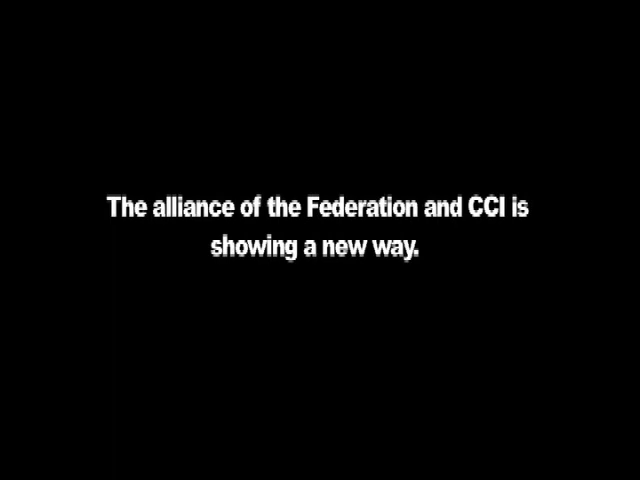 The alliance of the Federation and CCI is
showing a new way.